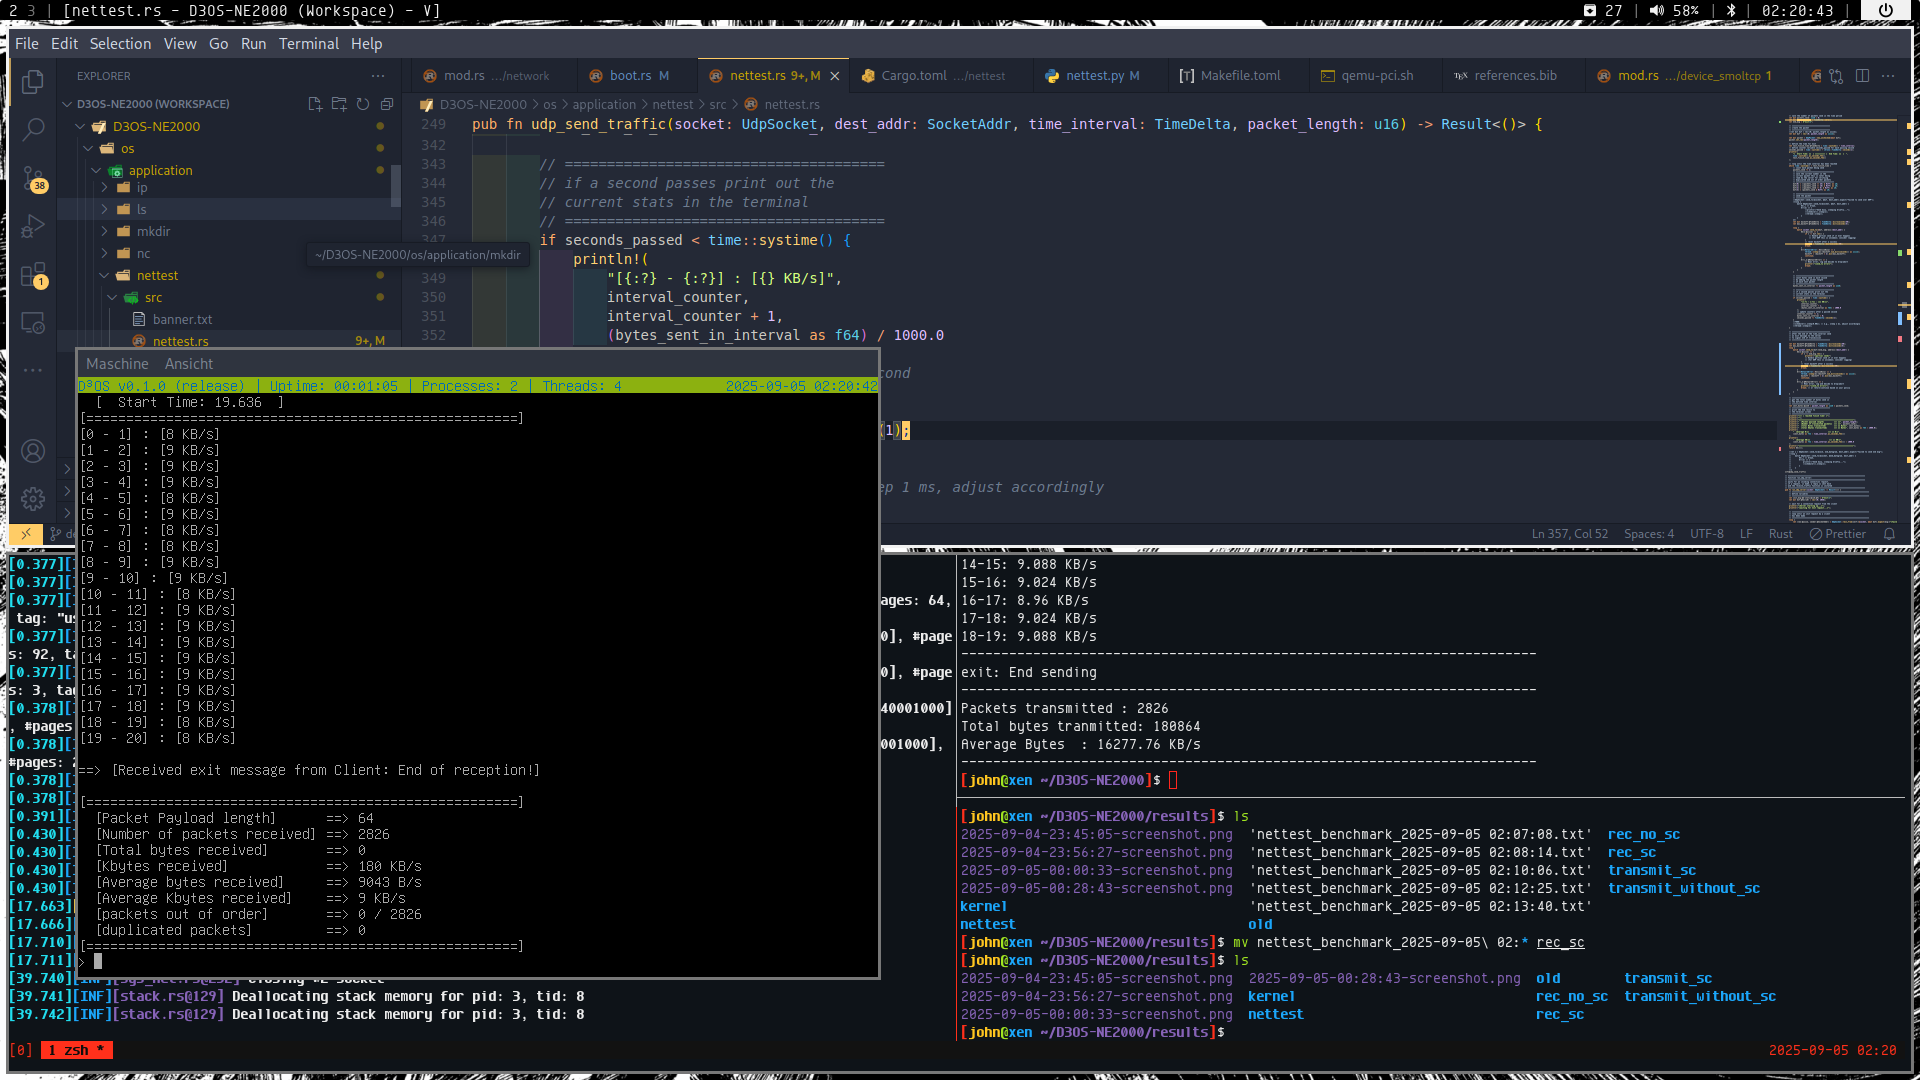 2 3 | [nettest.rs - D3OS-NE2000 (Workspace) - V]
27 | 58% | | 02:20:43 |
File Edit Selection View Go Run Terminal Help
EXPLORER ...
mod.rs .../network
boot.rs M
nettest.rs 9+, M
Cargo.toml .../nettest
nettest.py M
Makefile.toml
qemu-pci.sh
references.bib
mod.rs .../device_smoltcp 1
D3OS-NE2000 (WORKSPACE)
D3OS-NE2000
os
application
ip
ls
mkdir
nc
nettest
src
banner.txt
nettest.rs 9+, M
38
1
~/D3OS-NE2000/os/application/mkdir
D3OS-NE2000 > os > application > nettest > src > nettest.rs
249 pub fn udp_send_traffic(socket: UdpSocket, dest_addr: SocketAddr, time_interval: TimeDelta, packet_length: u16) -> Result<()> {
342
343 // ======================================
344 // if a second passes print out the
345 // current stats in the terminal
346 // ======================================
347 if seconds_passed < time::systime() {
println!(
349 "[{:?} - {:?}] : [{} KB/s]",
350 interval_counter,
351 interval_counter + 1,
352 (bytes_sent_in_interval as f64) / 1000.0
ond
(1);
ep 1 ms, adjust accordingly
Ln 357, Col 52 Spaces: 4 UTF-8 LF Rust Prettier
Maschine Ansicht
D³OS v0.1.0 (release) | Uptime: 00:01:05 | Processes: 2 | Threads: 4 2025-09-05 02:20:42
[ Start Time: 19.636 ]
[======================================================]
[0 - 1] : [8 KB/s]
[1 - 2] : [9 KB/s]
[2 - 3] : [9 KB/s]
[3 - 4] : [9 KB/s]
[4 - 5] : [8 KB/s]
[5 - 6] : [9 KB/s]
[6 - 7] : [8 KB/s]
[7 - 8] : [8 KB/s]
[8 - 9] : [9 KB/s]
[9 - 10] : [9 KB/s]
[10 - 11] : [8 KB/s]
[11 - 12] : [9 KB/s]
[12 - 13] : [9 KB/s]
[13 - 14] : [9 KB/s]
[14 - 15] : [9 KB/s]
[15 - 16] : [9 KB/s]
[16 - 17] : [9 KB/s]
[17 - 18] : [9 KB/s]
[18 - 19] : [8 KB/s]
[19 - 20] : [8 KB/s]
==> [Received exit message from Client: End of reception!]
[======================================================]
[Packet Payload length] ==> 64
[Number of packets received] ==> 2826
[Total bytes received] ==> 0
[Kbytes received] ==> 180 KB/s
[Average bytes received] ==> 9043 B/s
[Average Kbytes received] ==> 9 KB/s
[packets out of order] ==> 0 / 2826
[duplicated packets] ==> 0
[======================================================]
>
[0.377][
[0.377][
[0.377][ ages: 64,
tag: "us
[0.377][ 0], #page
s: 92, ta
[0.377][ 0], #page
s: 3, tag
[0.378][ 40001000]
, #pages
[0.378][ 001000],
#pages: 2
[0.378][
[0.378][
[0.391][
[0.430][
[0.430][
[0.430][
[0.430][
[17.663]
[17.666]
[17.710]
[17.711]
[39.740][INF][sys_net.rs@232] Closing #2 socket
[39.741][INF][stack.rs@129] Deallocating stack memory for pid: 3, tid: 8
[39.742][INF][stack.rs@129] Deallocating stack memory for pid: 3, tid: 8
14-15: 9.088 KB/s
15-16: 9.024 KB/s
16-17: 8.96 KB/s
17-18: 9.024 KB/s
18-19: 9.088 KB/s
------------------------------------------------------------------------
exit: End sending
------------------------------------------------------------------------
Packets transmitted : 2826
Total bytes tranmitted: 180864
Average Bytes : 16277.76 KB/s
------------------------------------------------------------------------
[john@xen ~/D3OS-NE2000]$
[john@xen ~/D3OS-NE2000/results]$ ls
2025-09-04-23:45:05-screenshot.png 'nettest_benchmark_2025-09-05 02:07:08.txt' rec_no_sc
2025-09-04-23:56:27-screenshot.png 'nettest_benchmark_2025-09-05 02:08:14.txt' rec_sc
2025-09-05-00:00:33-screenshot.png 'nettest_benchmark_2025-09-05 02:10:06.txt' transmit_sc
2025-09-05-00:28:43-screenshot.png 'nettest_benchmark_2025-09-05 02:12:25.txt' transmit_without_sc
kernel 'nettest_benchmark_2025-09-05 02:13:40.txt'
nettest old
[john@xen ~/D3OS-NE2000/results]$ mv nettest_benchmark_2025-09-05\ 02:* rec_sc
[john@xen ~/D3OS-NE2000/results]$ ls
2025-09-04-23:45:05-screenshot.png 2025-09-05-00:28:43-screenshot.png old transmit_sc
2025-09-04-23:56:27-screenshot.png kernel rec_no_sc transmit_without_sc
2025-09-05-00:00:33-screenshot.png nettest rec_sc
[john@xen ~/D3OS-NE2000/results]$
[0] 1 zsh * 2025-09-05 02:20